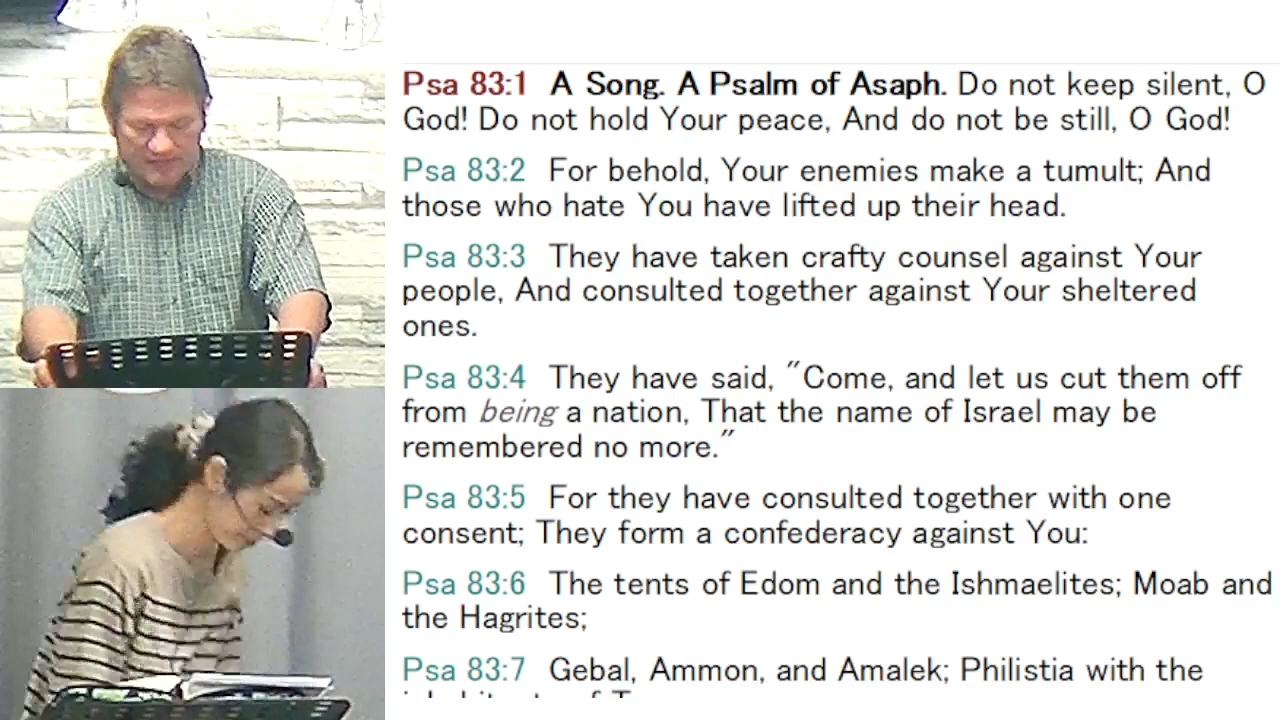 Psa 83:1 A Song. A Psalm of Asaph. Do not keep silent, O
God! Do not hold Your peace, And do not be still, O God!
Psa 83:2 For behold, Your enemies make a tumult; And
those who hate You have lifted up their head.
Psa 83:3 They have taken crafty counsel against Your
people, And consulted together against Your sheltered
ones.
Psa 83:4 They have said, "Come, and let us cut them off
from being a nation, That the name of Israel may be
remembered no more."
Psa 83:5 For they have consulted together with one
consent; They form a confederacy against You:
Psa 83:6 The tents of Edom and the Ishmaelites; Moab and
the Hagrites;
Psa 83:7 Gebal, Ammon, and Amalek; Philistia with the